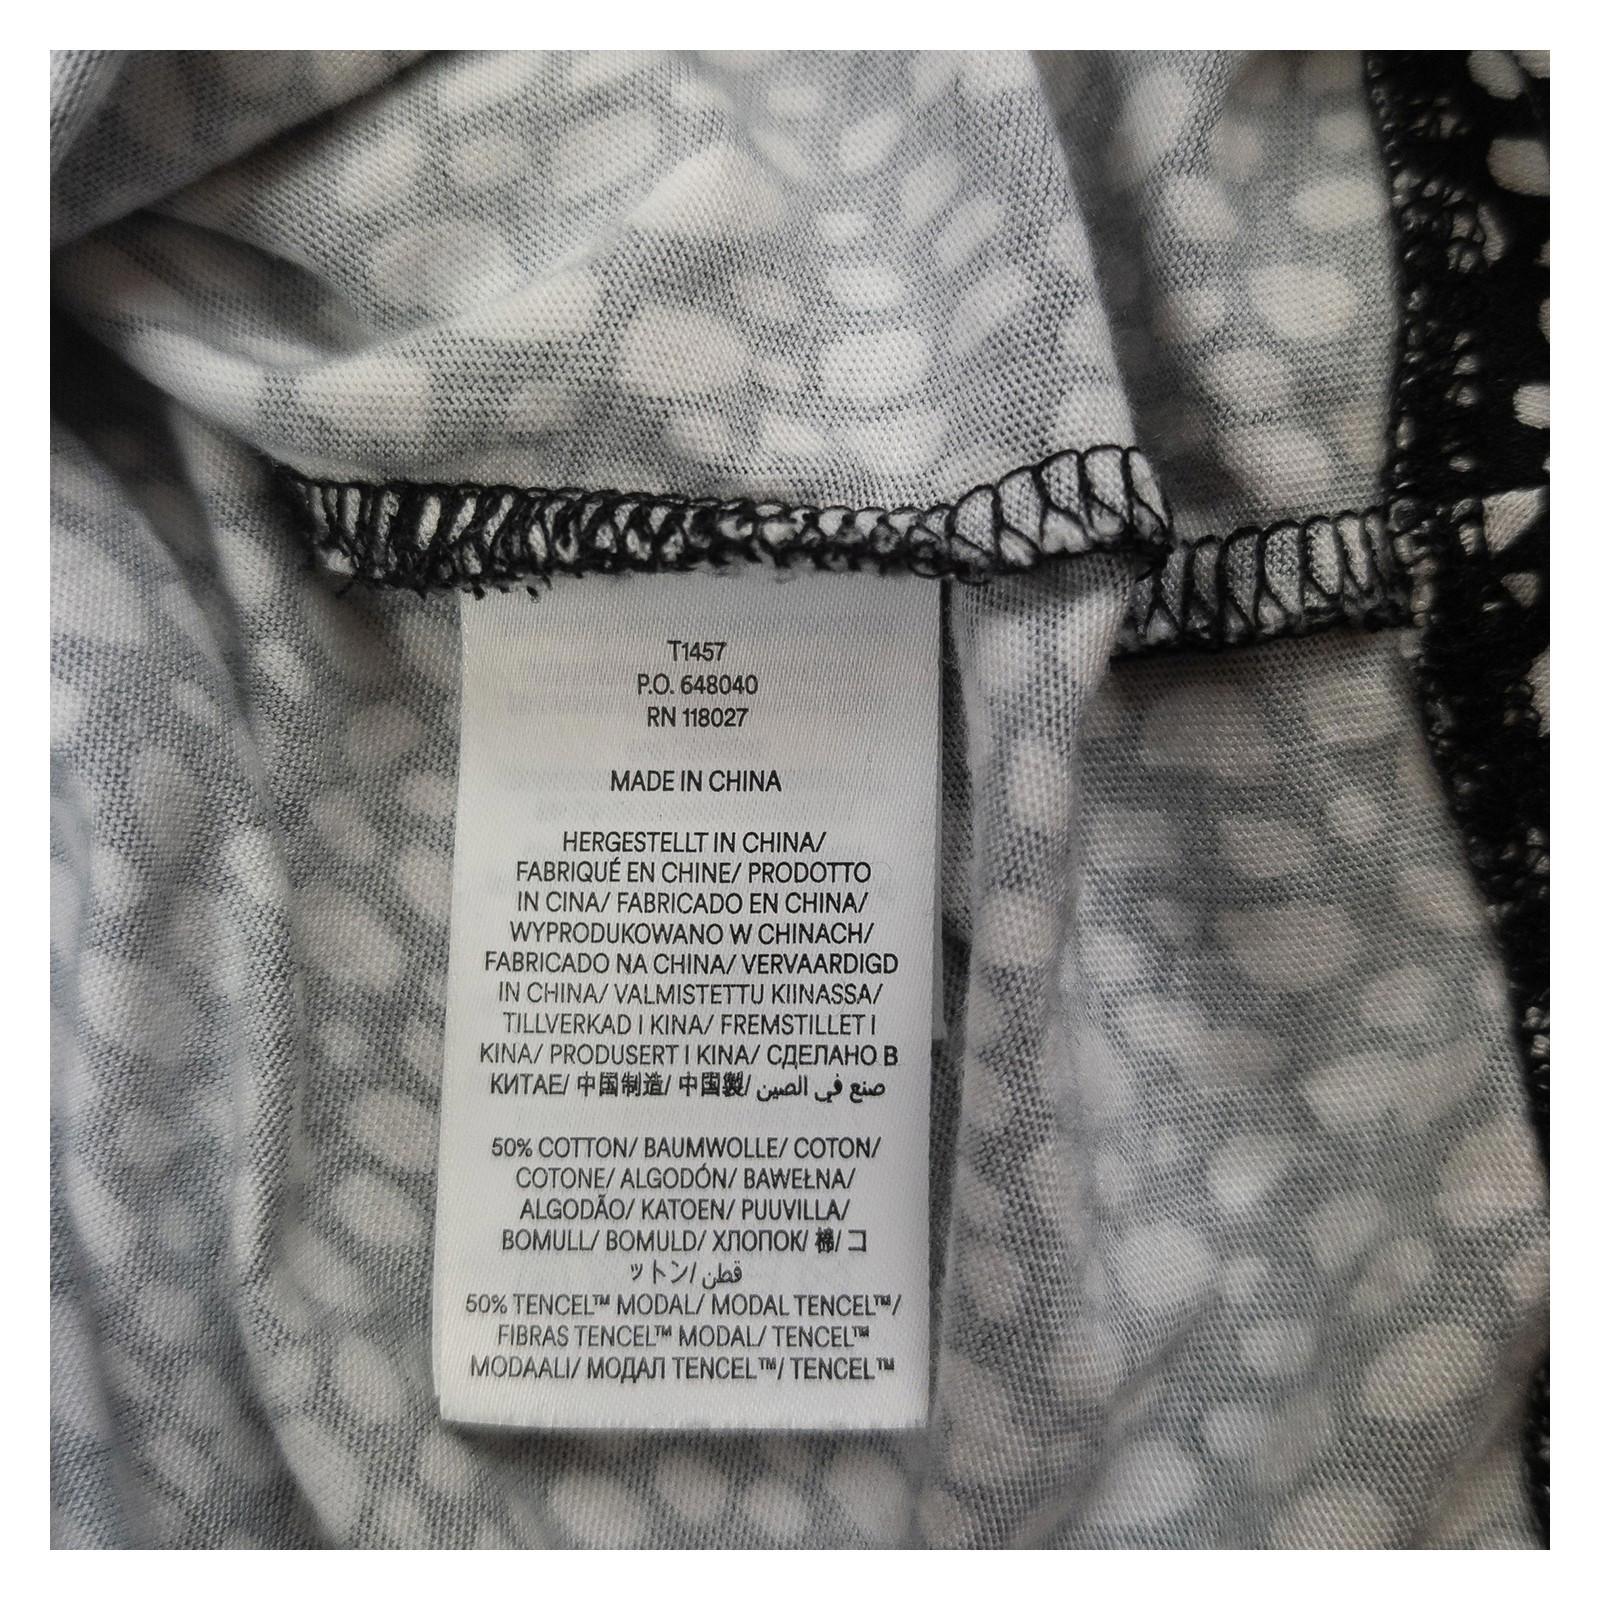 T1457
P.O. 648040
RN 118027
MADE IN CHINA
HERGESTELLT IN CHINA/
FABRIQUÉ EN CHINE/ PRODOTTO
IN CINA/ FABRICADO EN CHINA/
WYPRODUKOWANO W CHINACH/
FABRICADO NA CHINA/ VERVAARDIGD
IN CHINA/ VALMISTETTU KIINASSA/
TILLVERKAD I KINA/ FREMSTILLET I
KINA/ PRODUSERT I KINA/ СДЕЛАНО В
КИТАЕ/ 中国制造/ 中国製/ صنع في الصين
50% COTTON/ BAUMWOLLE/ COTON/
COTONE/ ALGODÓN/ BAWEŁNA/
ALGODÃO/ KATOEN/ PUUVILLA/
BOMULL/ BOMULD/ ХЛОПОК/ 棉/ コ
ットン/ قطن
50% TENCEL™ MODAL/ MODAL TENCEL™/
FIBRAS TENCEL™ MODAL/ TENCEL™
MODAALI/ МОДАЛ TENCEL™/ TENCEL™